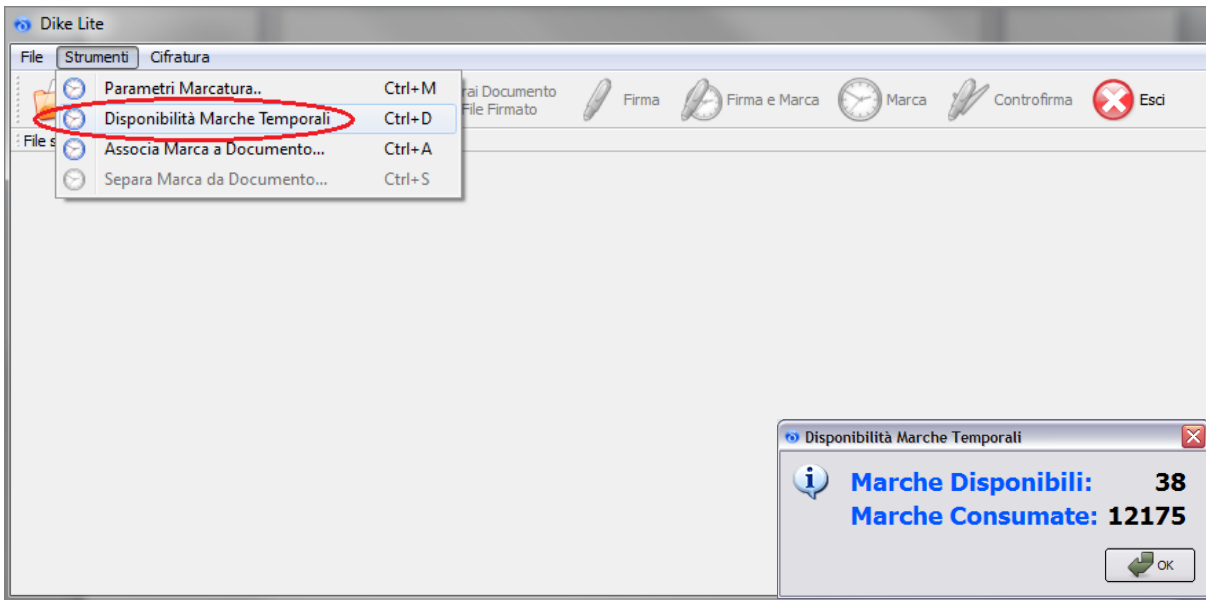 Dike Lite
File Strumenti Cifratura
Parametri Marcatura.. Ctrl+M
Disponibilità Marche Temporali Ctrl+D
Associa Marca a Documento... Ctrl+A
Separa Marca da Documento... Ctrl+S
rai Documento
File Firmato
Firma
Firma e Marca
Marca
Controfirma
Esci
File s
Disponibilità Marche Temporali
Marche Disponibili: 38
Marche Consumate: 12175
OK